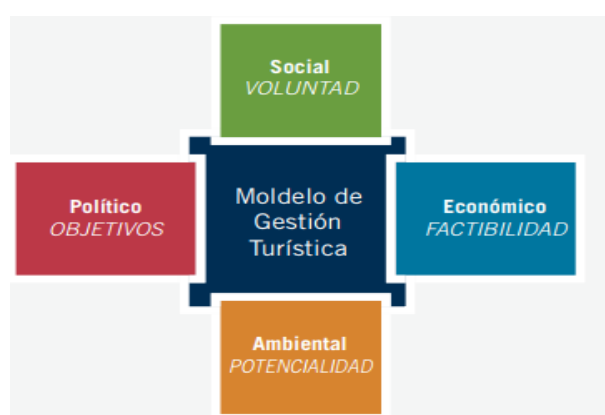 Social
VOLUNTAD
Político
OBJETIVOS
Moldelo de
Gestión
Turística
Económico
FACTIBILIDAD
Ambiental
POTENCIALIDAD